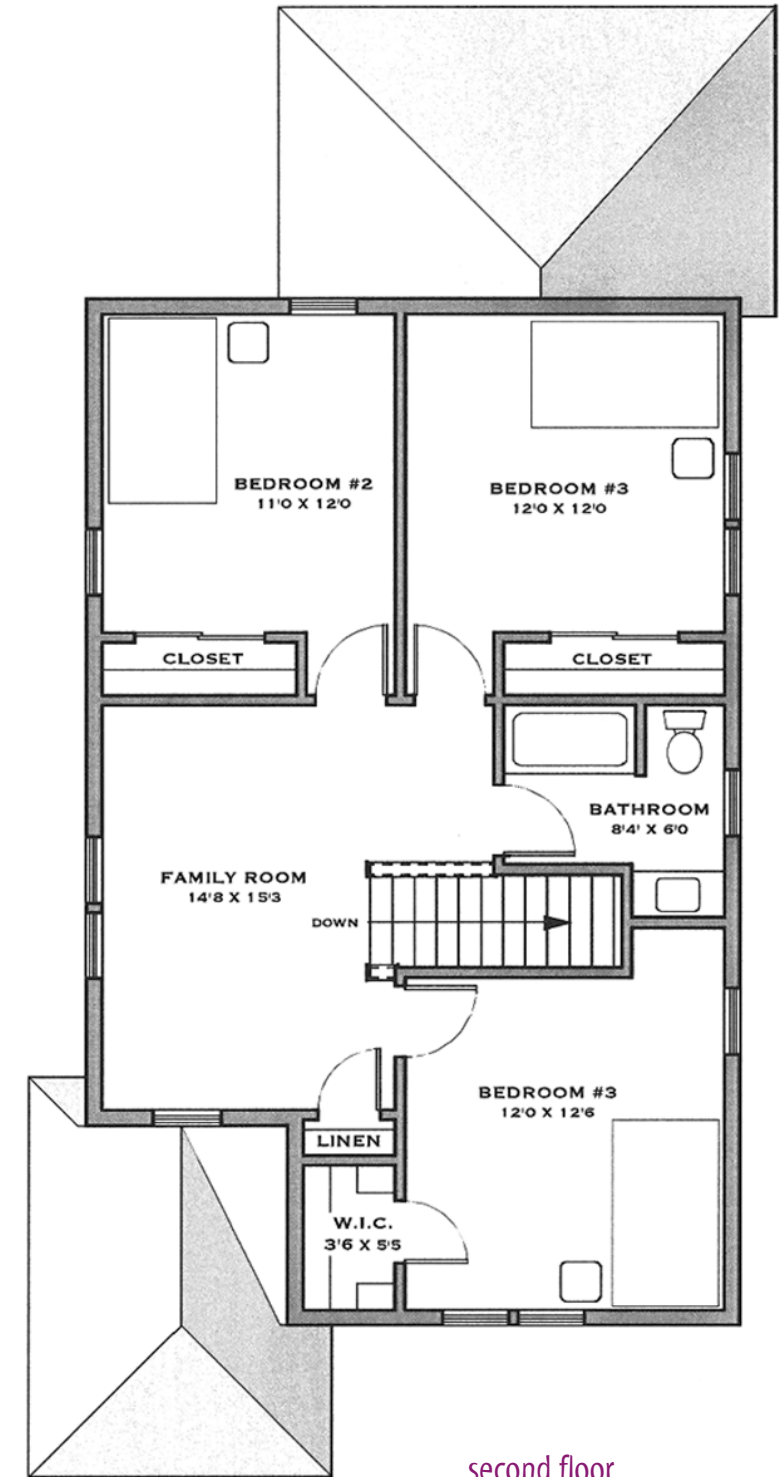 BEDROOM #2
11'0 X 12'0
BEDROOM #3
12'0 X 12'0
CLOSET
CLOSET
BATHROOM
8'4' X 6'0
FAMILY ROOM
14'8 X 15'3
DOWN
BEDROOM #3
12'0 X 12'6
LINEN
W.I.C.
3'6 X 5'5
second floor